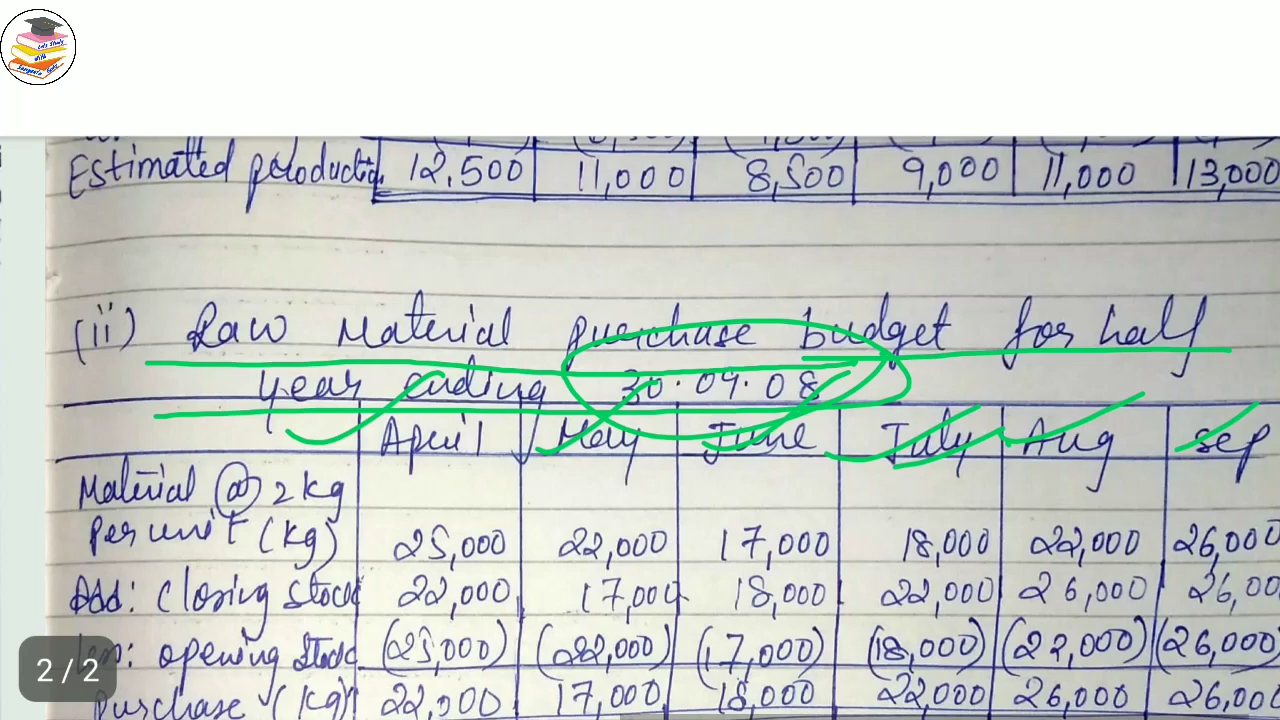 Let's Study
with
Estimated production 12,500 11,000 8,500 9,000 11,000 13,000
(ii) Raw Material purchase budget for half
year ending 30.09.08
April May June July Aug Sep
Material @ 2 kg
per unit (kg) 25,000 22,000 17,000 18,000 22,000 26,000
Add: Closing Stock 22,000 17,000 18,000 22,000 26,000 26,00
Less: opening Stock (25,000) (22,000) (17,000) (18,000) (22,000) (26,000)
2 / 2
purchase (kg) 22,000 17,000 18,000 22,000 26,000 26,000